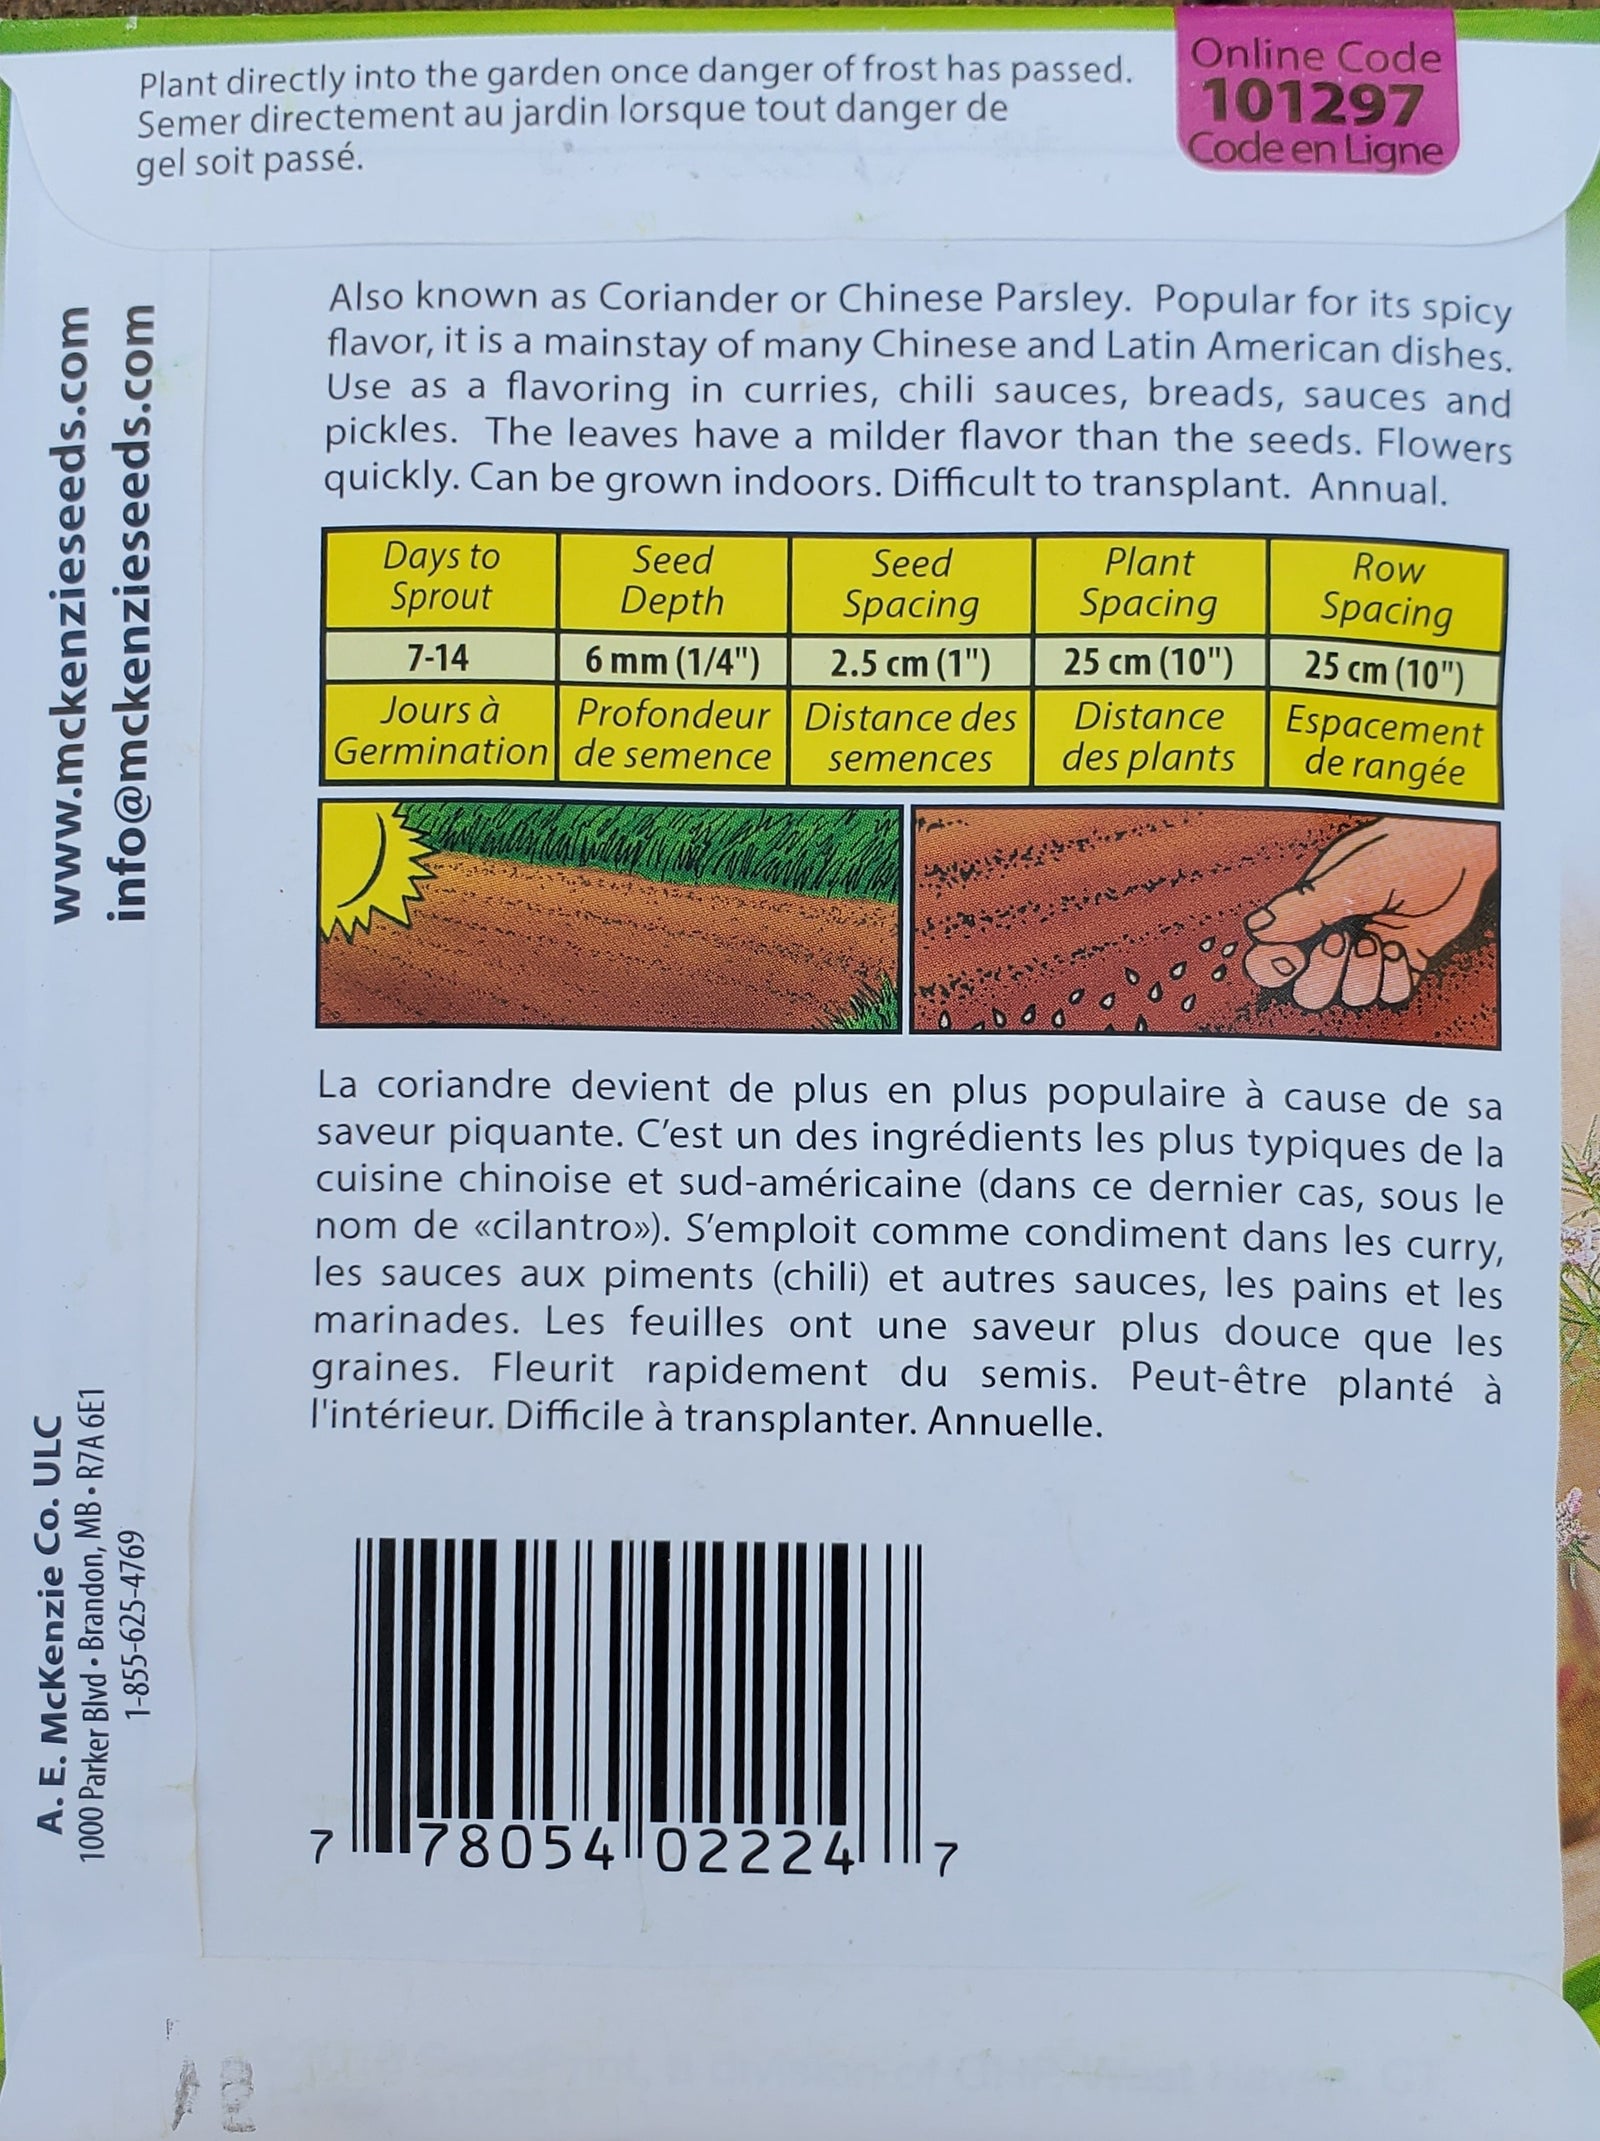 Plant directly into the garden once danger of frost has passed.
Semer directement au jardin lorsque tout danger de
gel soit passé.
Online Code
101297
Code en Ligne
www.mckenzieseeds.com
info@mckenzieseeds.com
Also known as Coriander or Chinese Parsley. Popular for its spicy
flavor, it is a mainstay of many Chinese and Latin American dishes.
Use as a flavoring in curries, chili sauces, breads, sauces and
pickles. The leaves have a milder flavor than the seeds. Flowers
quickly. Can be grown indoors. Difficult to transplant. Annual.
Days to Sprout
Seed Depth
Seed Spacing
Plant Spacing
Row Spacing
7-14
6 mm (1/4")
2.5 cm (1")
25 cm (10")
25 cm (10")
Jours à Germination
Profondeur de semence
Distance des semences
Distance des plants
Espacement de rangée
La coriandre devient de plus en plus populaire à cause de sa
saveur piquante. C'est un des ingrédients les plus typiques de la
cuisine chinoise et sud-américaine (dans ce dernier cas, sous le
nom de «cilantro»). S'emploit comme condiment dans les curry,
les sauces aux piments (chili) et autres sauces, les pains et les
marinades. Les feuilles ont une saveur plus douce que les
graines. Fleurit rapidement du semis. Peut-être planté à
l'intérieur. Difficile à transplanter. Annuelle.
A. E. McKenzie Co. ULC
1000 Parker Blvd • Brandon, MB • R7A 6E1
1-855-625-4769
7 78054 02224 7